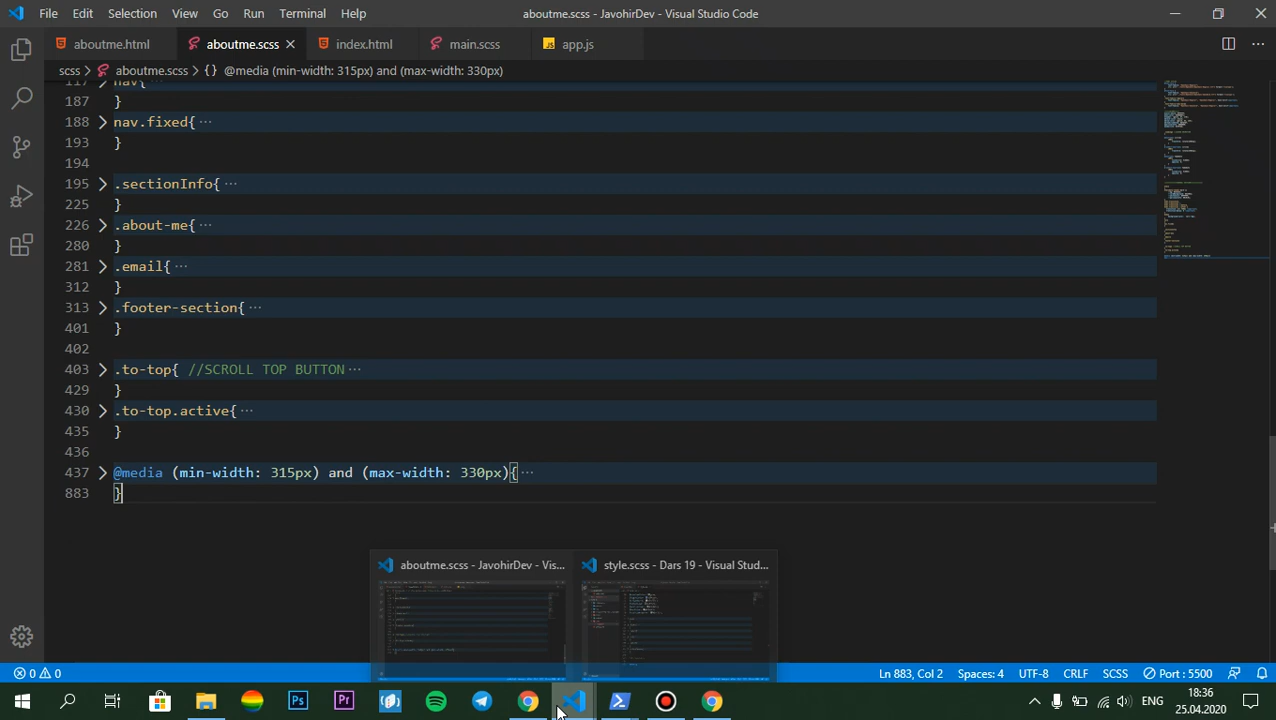 File Edit Selection View Go Run Terminal Help aboutme.scss - JavohirDev - Visual Studio Code
aboutme.html aboutme.scss index.html main.scss app.js
scss > aboutme.scss > {} @media (min-width: 315px) and (max-width: 330px)
117 nav{
187 }
188 nav.fixed{ ···
193 }
194
195 .sectionInfo{ ···
225 }
226 .about-me{ ···
280 }
281 .email{ ···
312 }
313 .footer-section{ ···
401 }
402
403 .to-top{ //SCROLL TOP BUTTON ···
429 }
430 .to-top.active{ ···
435 }
436
437 @media (min-width: 315px) and (max-width: 330px){ ···
883 }
aboutme.scss - JavohirDev - Vis... style.scss - Dars 19 - Visual Stud...
0 0 Ln 883, Col 2 Spaces: 4 UTF-8 CRLF SCSS Port : 5500
Ps Pr ENG 18:36
25.04.2020